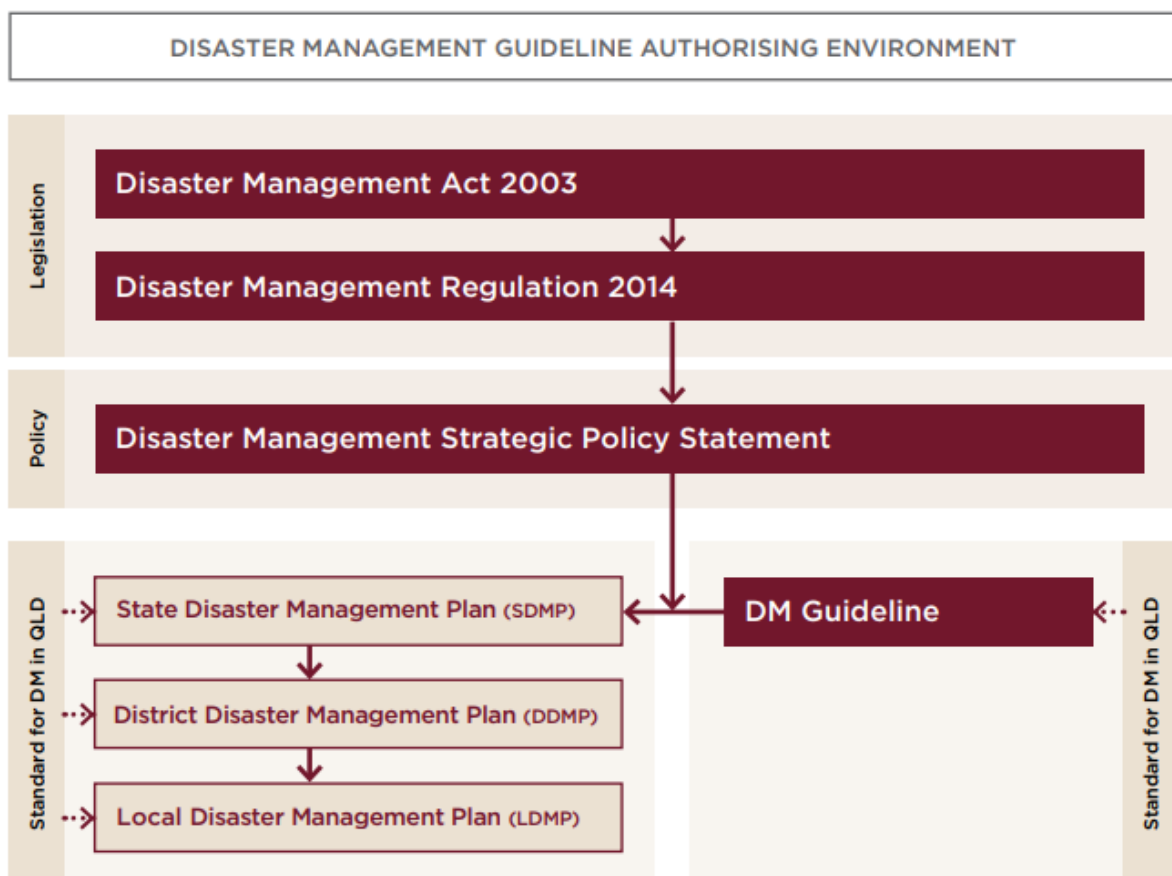 DISASTER MANAGEMENT GUIDELINE AUTHORISING ENVIRONMENT
Legislation
Disaster Management Act 2003
Disaster Management Regulation 2014
Policy
Disaster Management Strategic Policy Statement
Standard for DM in QLD
State Disaster Management Plan (SDMP)
District Disaster Management Plan (DDMP)
Local Disaster Management Plan (LDMP)
DM Guideline
Standard for DM in QLD